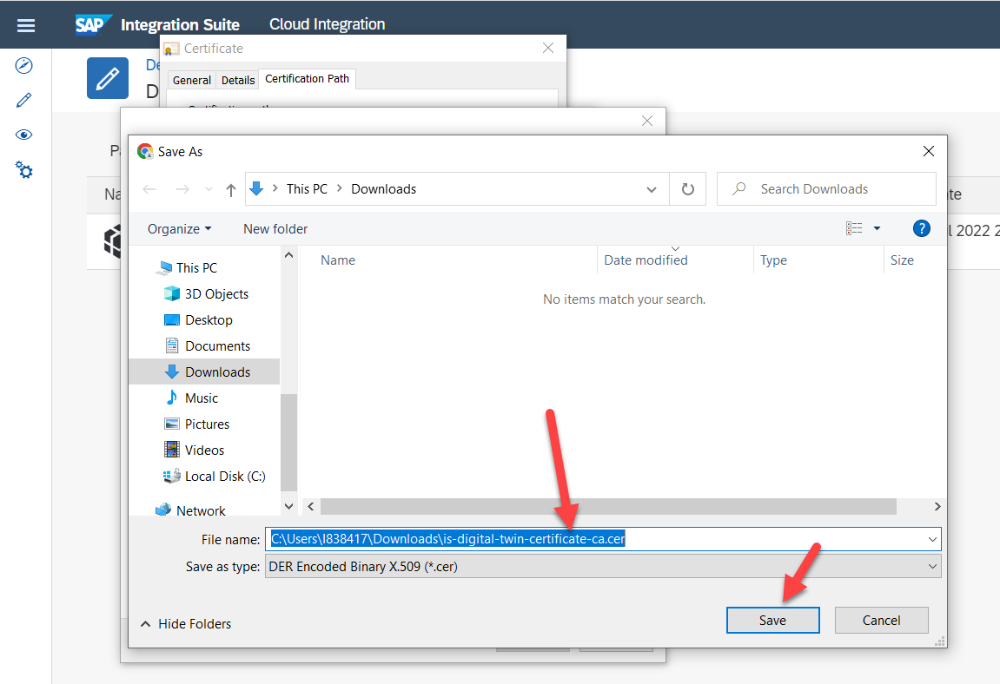 SAP Integration Suite Cloud Integration
Certificate
De
D
General Details Certification Path
Save As
This PC > Downloads
Search Downloads
Organize New folder
?
Name Date modified Type Size
No items match your search.
This PC
3D Objects
Desktop
Documents
Downloads
Music
Pictures
Videos
Local Disk (C:)
Network
Pa
Na
te
l 2022 2
File name: C:\Users\I838417\Downloads\is-digital-twin-certificate-ca.cer
Save as type: DER Encoded Binary X.509 (*.cer)
Hide Folders
Save Cancel